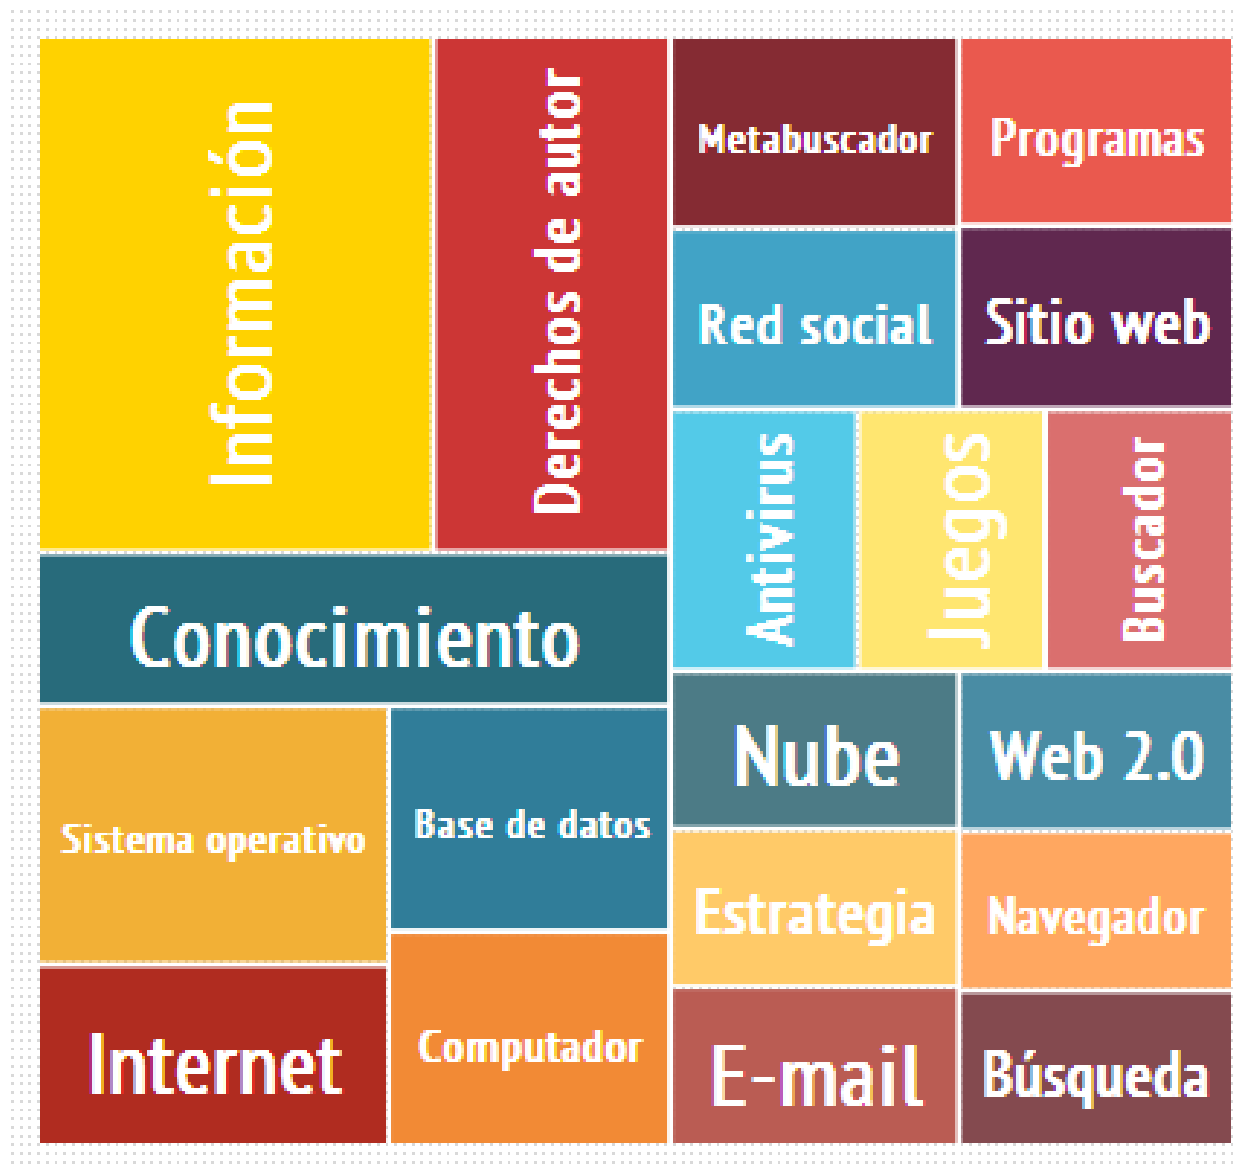 Información
Derechos de autor
Metabuscador
Programas
Red social
Sitio web
Antivirus
Juegos
Buscador
Conocimiento
Sistema operativo
Base de datos
Nube
Web 2.0
Estrategia
Navegador
Internet
Computador
E-mail
Búsqueda